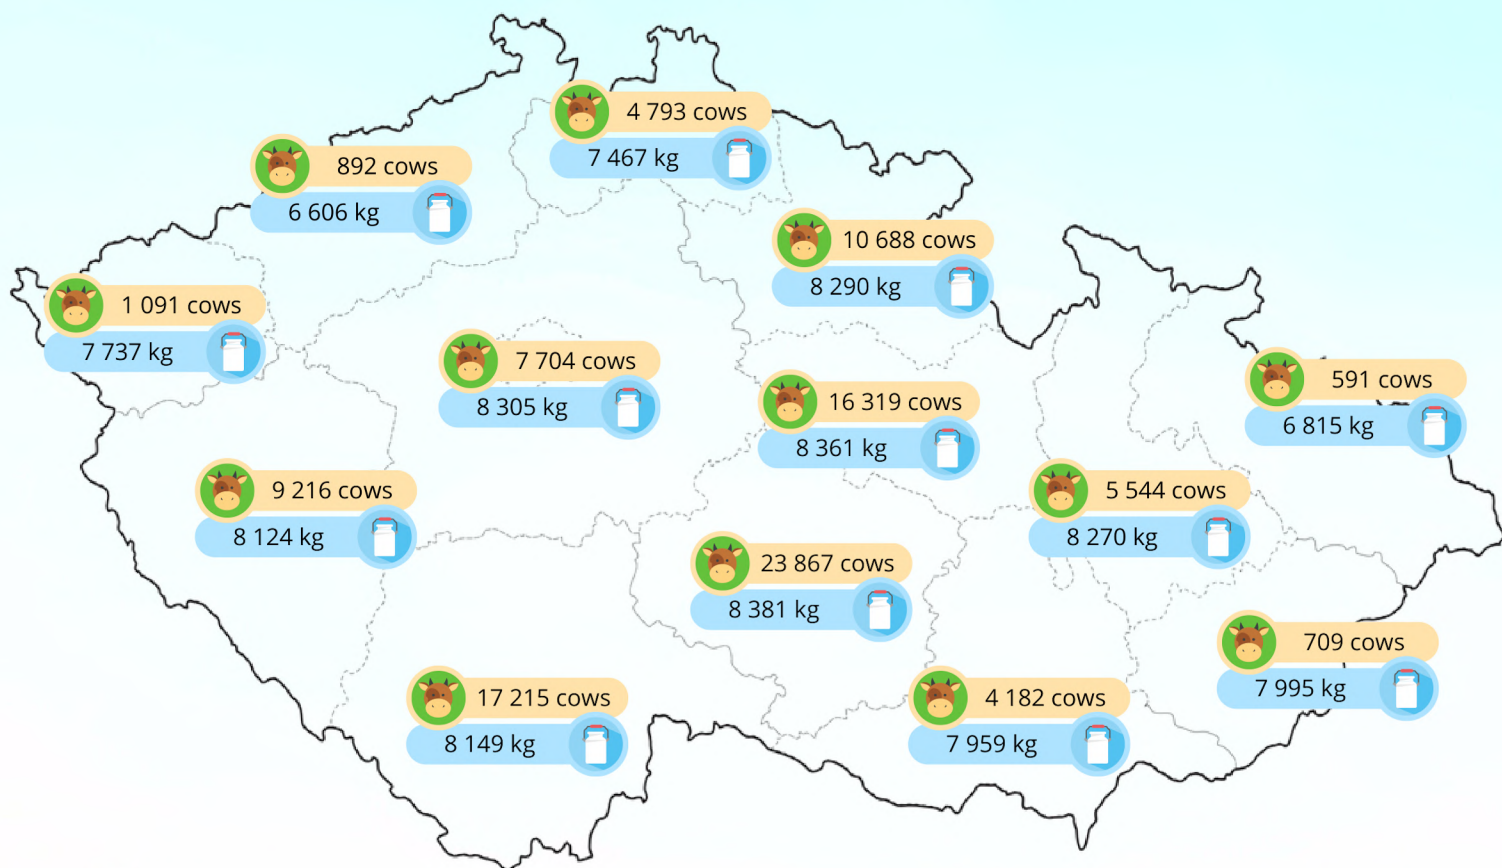 4 793 cows
7 467 kg
892 cows
6 606 kg
10 688 cows
8 290 kg
1 091 cows
7 737 kg
7 704 cows
8 305 kg
591 cows
6 815 kg
16 319 cows
8 361 kg
9 216 cows
8 124 kg
5 544 cows
8 270 kg
23 867 cows
8 381 kg
709 cows
7 995 kg
17 215 cows
8 149 kg
4 182 cows
7 959 kg